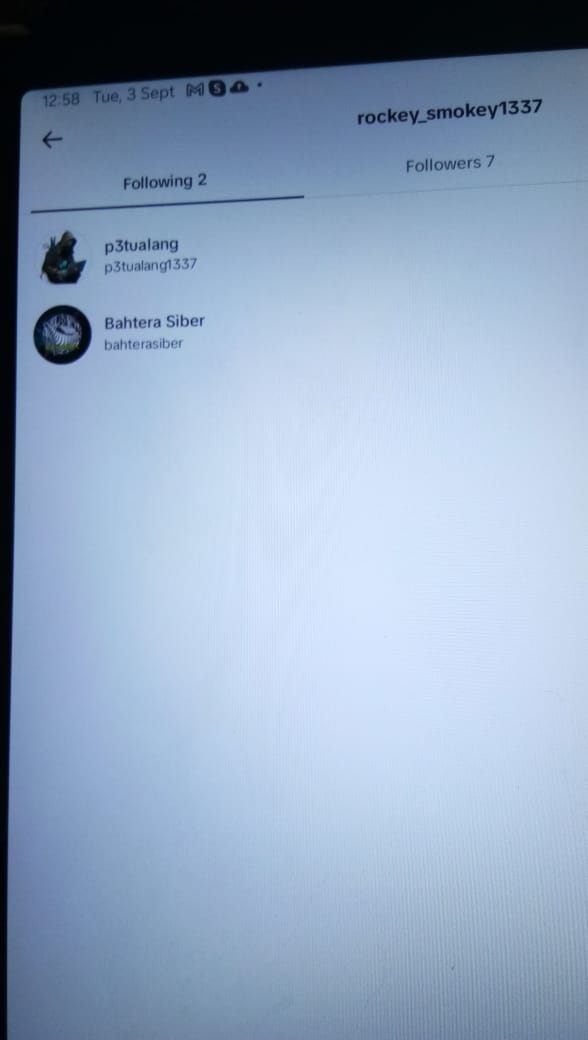 12:58 Tue, 3 Sept
rockey_smokey1337
Following 2
Followers 7
p3tualang
p3tualang1337
Bahtera Siber
bahterasiber